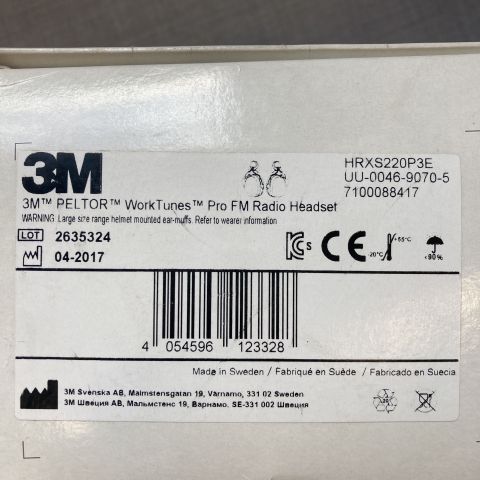 3M
HRXS220P3E
UU-0046-9070-5
7100088417
3M™ PELTOR™ WorkTunes™ Pro FM Radio Headset
WARNING: Large size range helmet mounted ear-muffs. Refer to wearer information
LOT 2635324
04-2017
S CE -20°C +55°C <90%
4 054596 123328
Made in Sweden / Fabriqué en Suède / Fabricado en Suecia
3M Svenska AB, Malmstensgatan 19, Värnamo, 331 02 Sweden
3M Швеция АВ, Мальмстенс 19, Варнамо, SE-331 002 Швеция